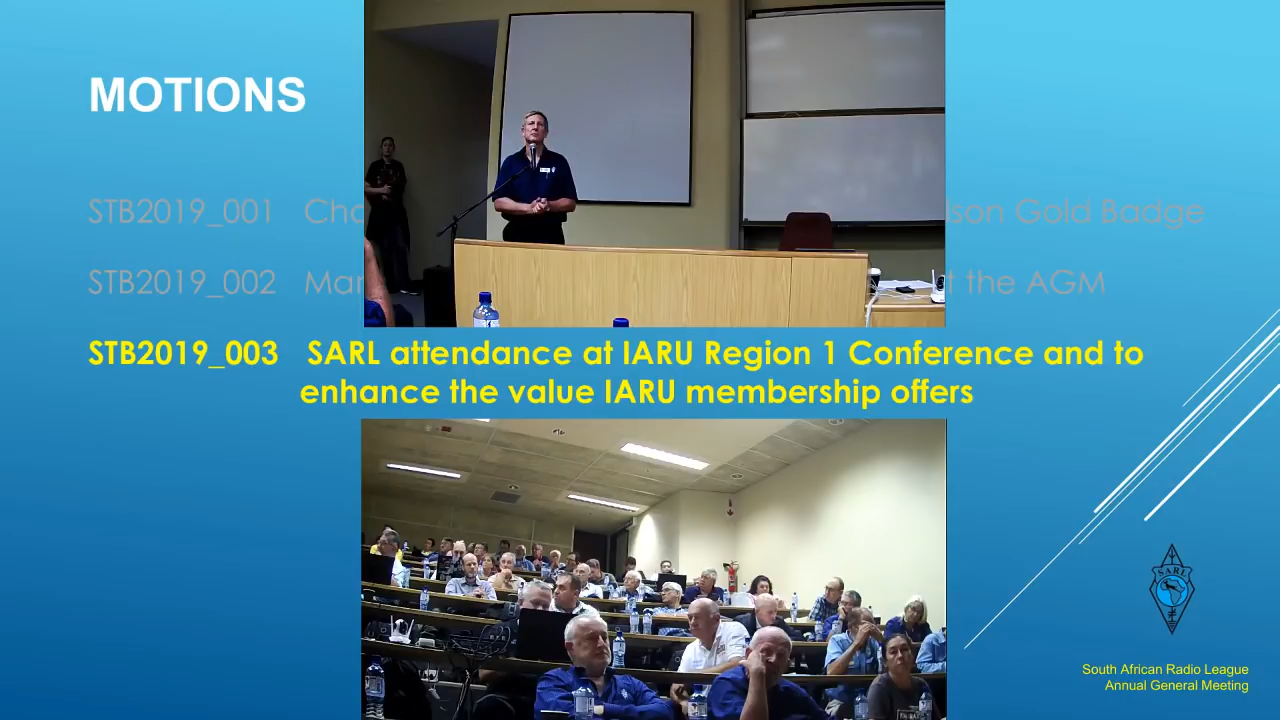 MOTIONS
STB2019_001 Gold Badge
STB2019_002 the AGM
STB2019_003 SARL attendance at IARU Region 1 Conference and to
enhance the value IARU membership offers
SARL
South African Radio League
Annual General Meeting